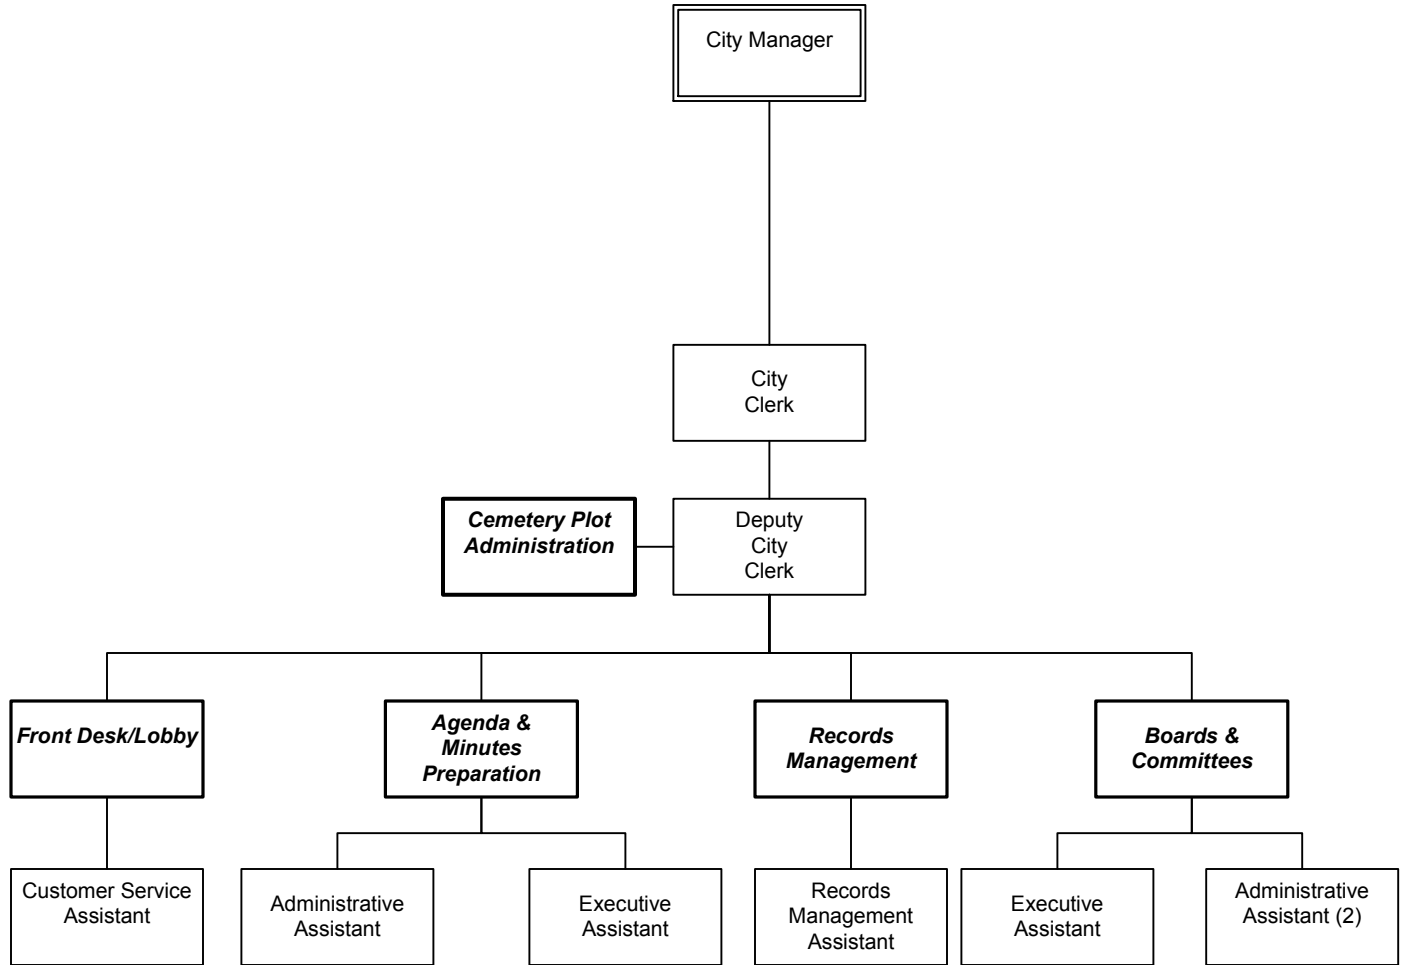 City Manager
City
Clerk
Cemetery Plot
Administration
Deputy
City
Clerk
Front Desk/Lobby
Agenda &
Minutes
Preparation
Records
Management
Boards &
Committees
Customer Service
Assistant
Administrative
Assistant
Executive
Assistant
Records
Management
Assistant
Executive
Assistant
Administrative
Assistant (2)